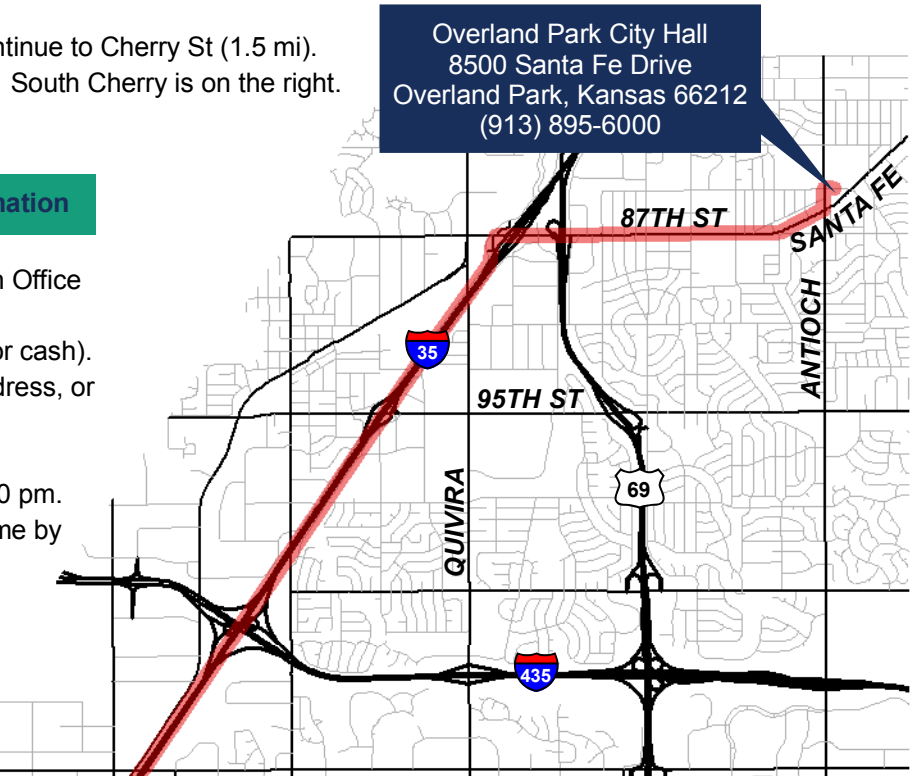 ntinue to Cherry St (1.5 mi).
South Cherry is on the right.
Overland Park City Hall
8500 Santa Fe Drive
Overland Park, Kansas 66212
(913) 895-6000
nation
n Office
or cash).
dress, or
0 pm.
me by
87TH ST
SANTA FE
ANTIOCH
35
95TH ST
QUIVIRA
69
435